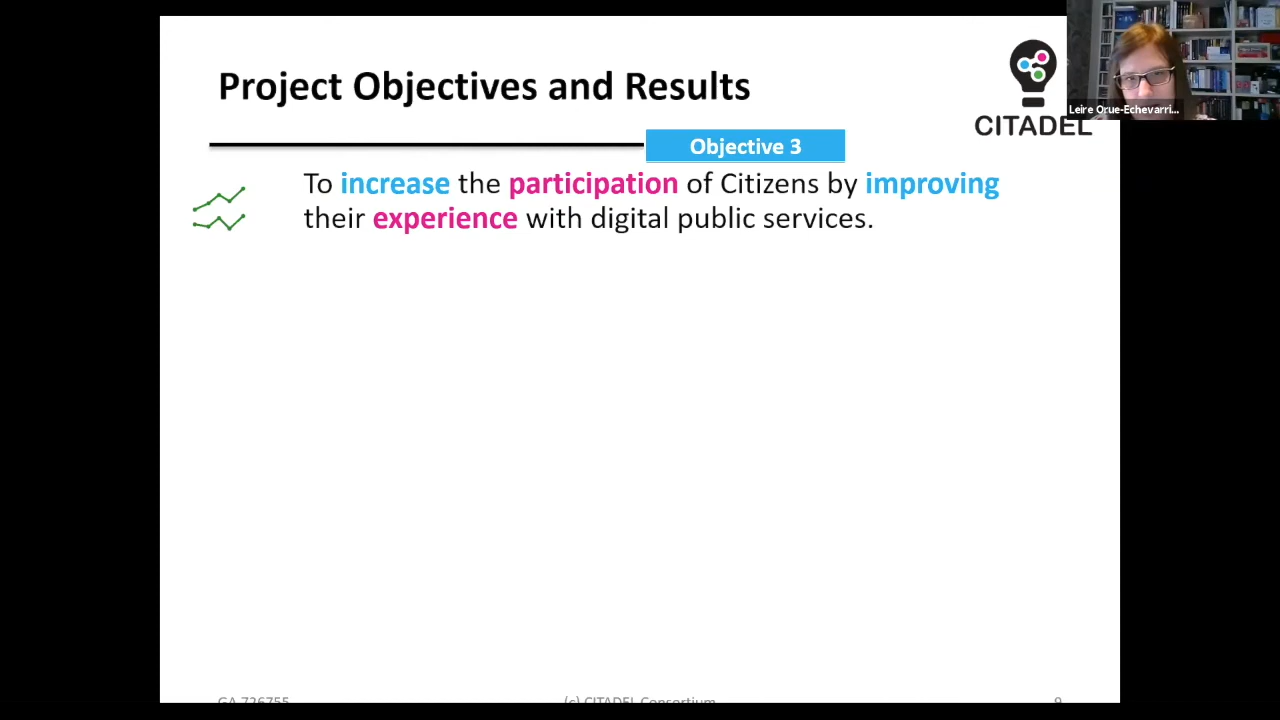 Project Objectives and Results
CITADEL
Leire Orue-Echevarri...
Objective 3
To increase the participation of Citizens by improving
their experience with digital public services.
GA 726755
(c) CITADEL Consortium
9